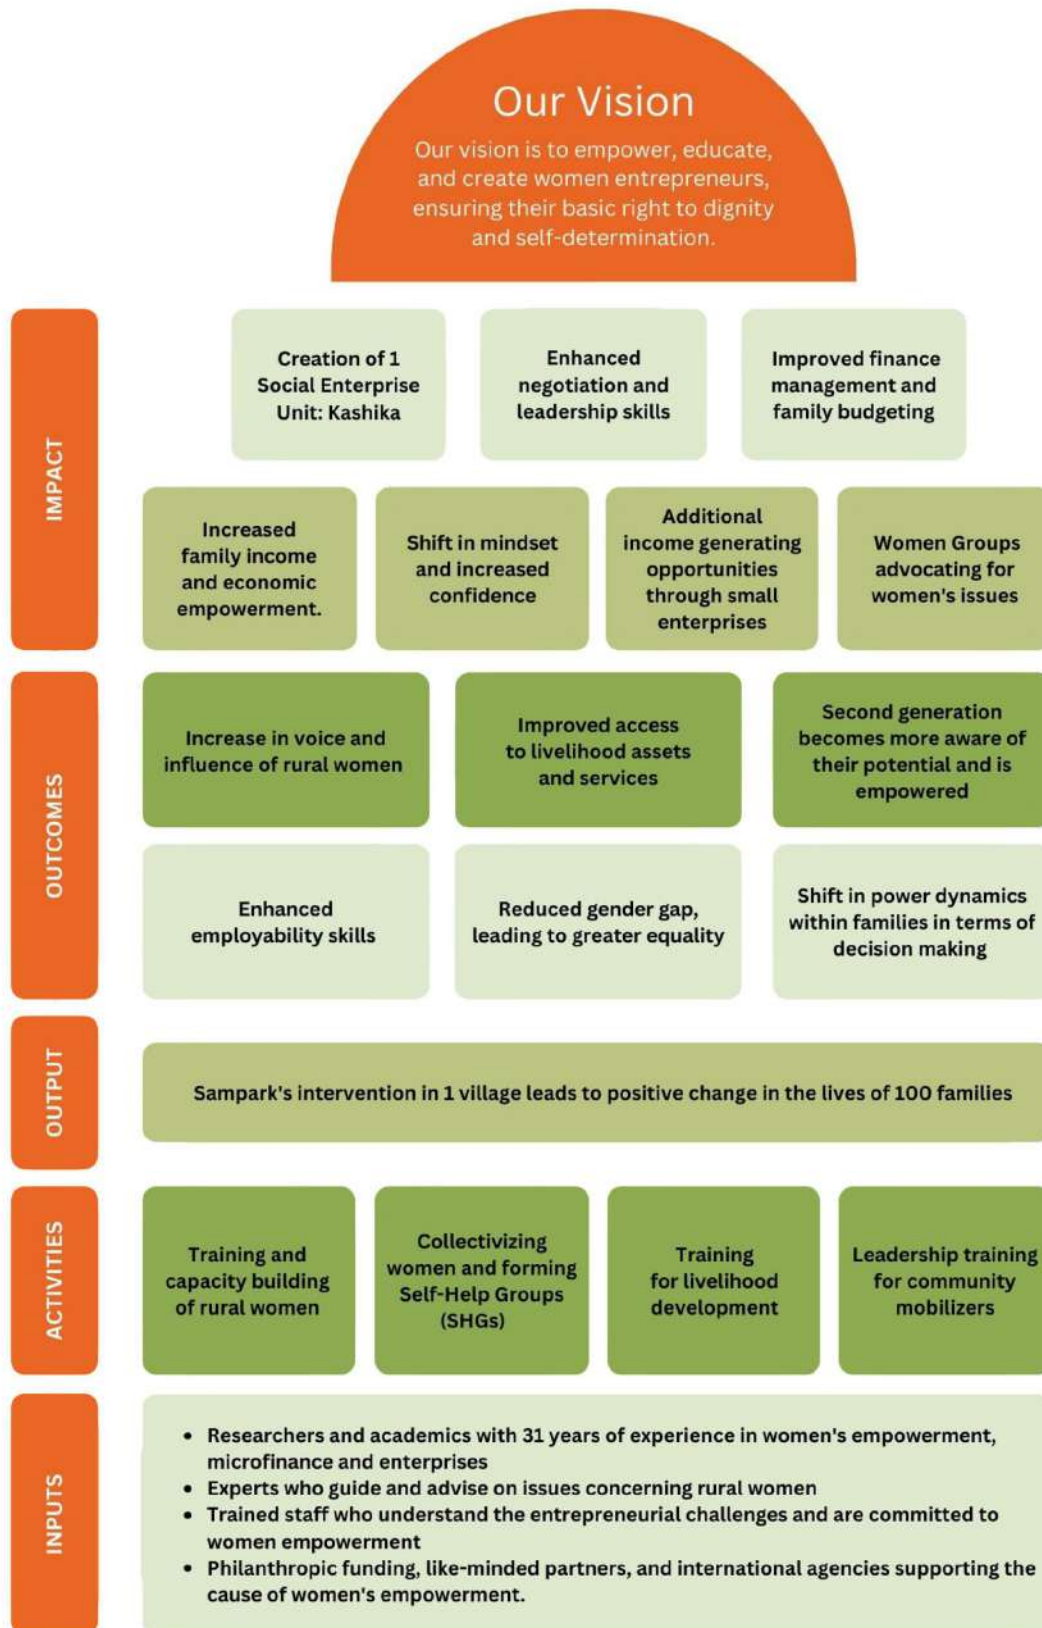 Our Vision
Our vision is to empower, educate,
and create women entrepreneurs,
ensuring their basic right to dignity
and self-determination.
IMPACT
Creation of 1
Social Enterprise
Unit: Kashika
Enhanced
negotiation and
leadership skills
Improved finance
management and
family budgeting
Increased
family income
and economic
empowerment.
Shift in mindset
and increased
confidence
Additional
income generating
opportunities
through small
enterprises
Women Groups
advocating for
women's issues
OUTCOMES
Increase in voice and
influence of rural women
Improved access
to livelihood assets
and services
Second generation
becomes more aware of
their potential and is
empowered
Enhanced
employability skills
Reduced gender gap,
leading to greater equality
Shift in power dynamics
within families in terms of
decision making
OUTPUT
Sampark's intervention in 1 village leads to positive change in the lives of 100 families
ACTIVITIES
Training and
capacity building
of rural women
Collectivizing
women and forming
Self-Help Groups
(SHGs)
Training
for livelihood
development
Leadership training
for community
mobilizers
INPUTS
• Researchers and academics with 31 years of experience in women's empowerment,
microfinance and enterprises
• Experts who guide and advise on issues concerning rural women
• Trained staff who understand the entrepreneurial challenges and are committed to
women empowerment
• Philanthropic funding, like-minded partners, and international agencies supporting the
cause of women's empowerment.